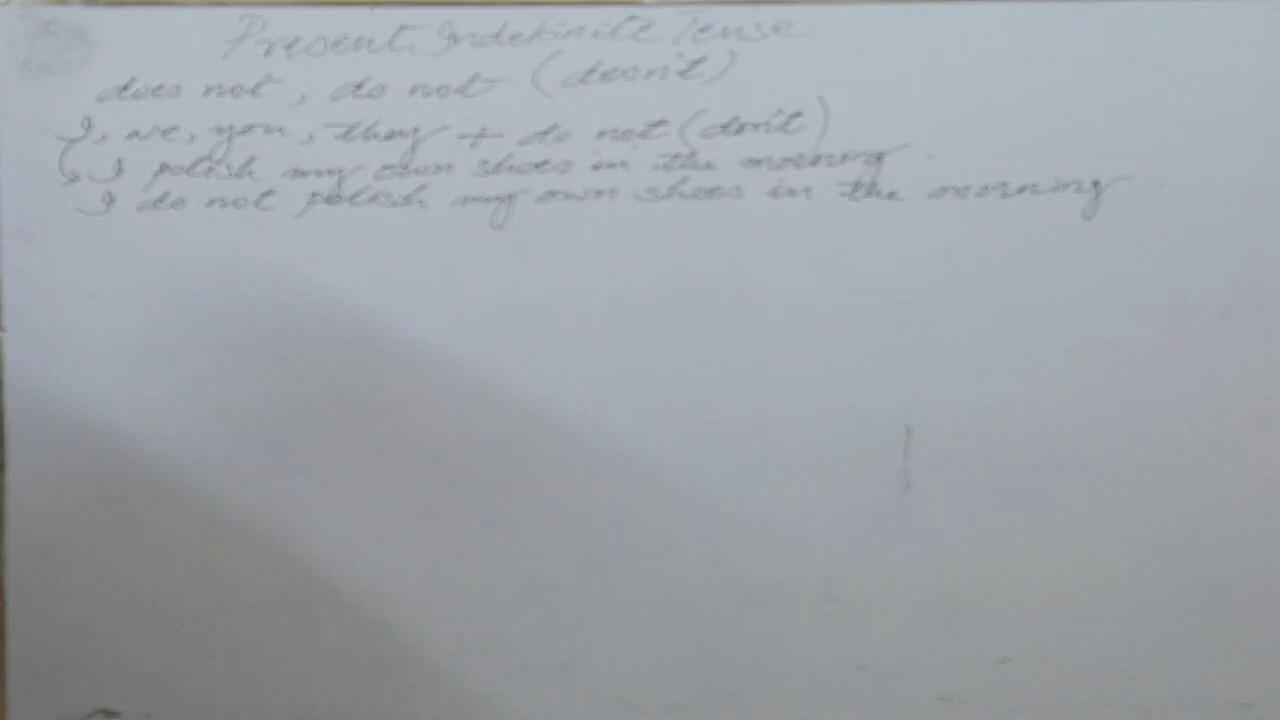 Present Indefinite Tense
does not, do not (doesn't)
I, we, you, they + do not (don't)
I polish my own shoes in the morning.
I do not polish my own shoes in the morning